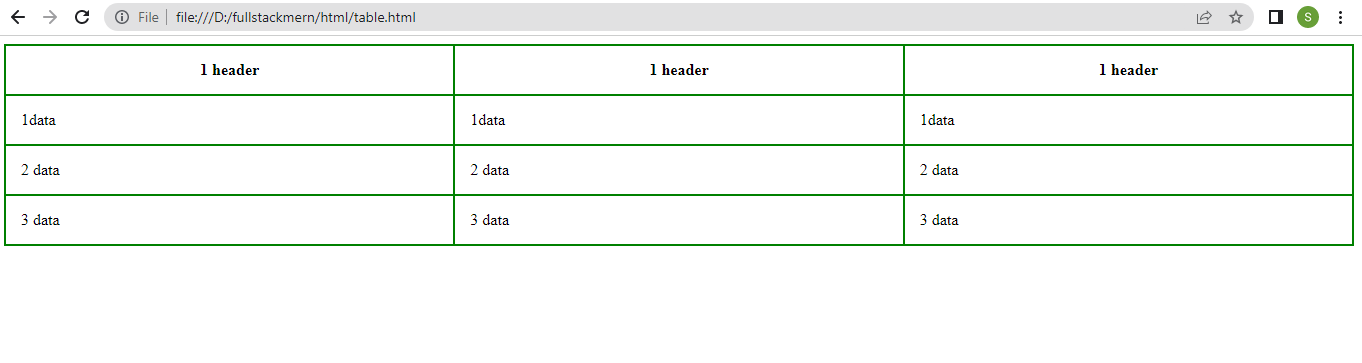 File file:///D:/fullstackmern/html/table.html S
1 header 1 header 1 header
1data 1data 1data
2 data 2 data 2 data
3 data 3 data 3 data